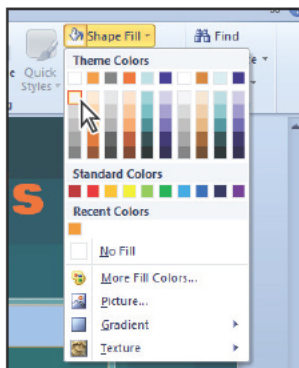 Shape Fill
Find
Quick
Styles
Theme Colors
Standard Colors
Recent Colors
No Fill
More Fill Colors...
Picture...
Gradient
Texture
S